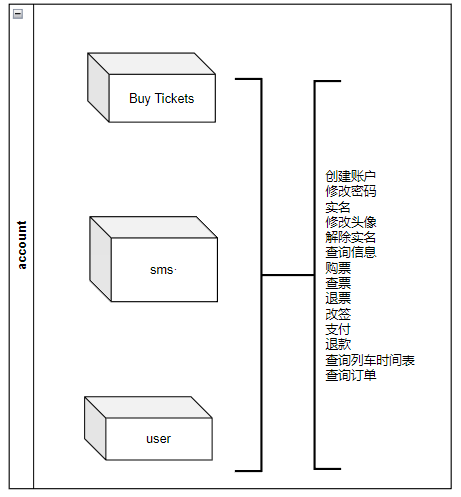 account
Buy Tickets
sms·
user
创建账户
修改密码
实名
修改头像
解除实名
查询信息
购票
查票
退票
改签
支付
退款
查询列车时间表
查询订单